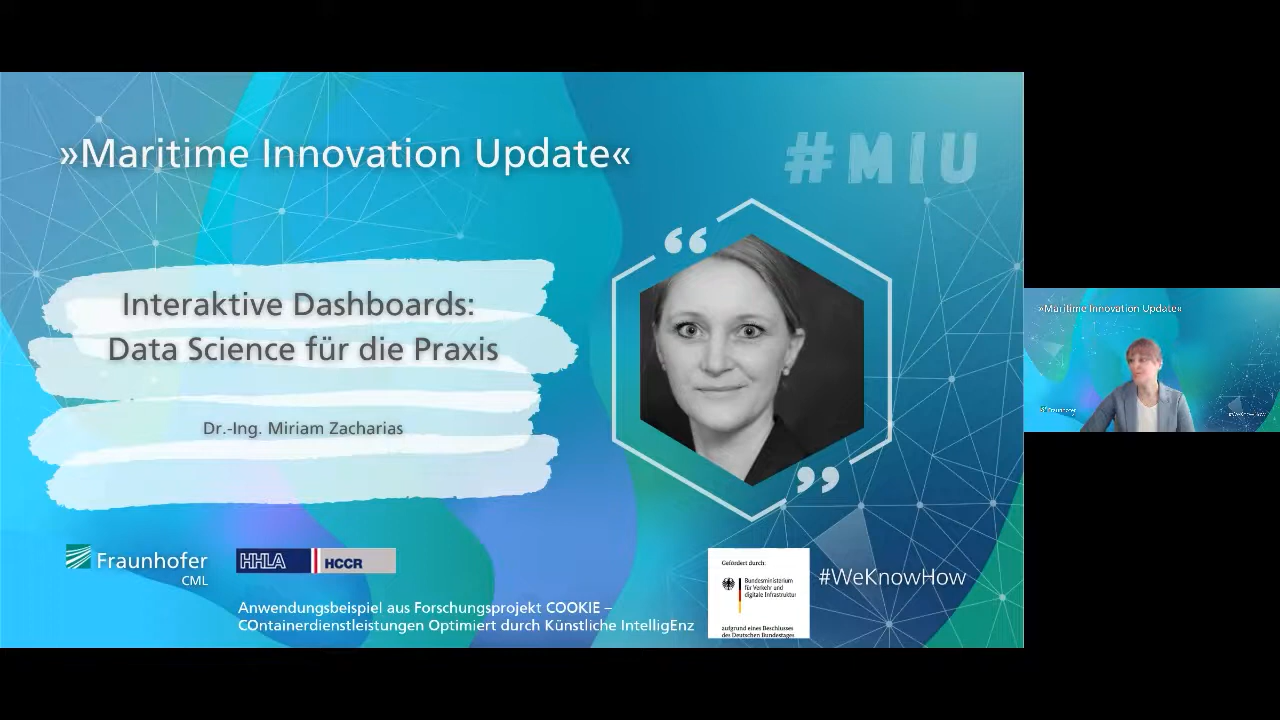 »Maritime Innovation Update«
#MIU
“
Interaktive Dashboards:
Data Science für die Praxis
Dr.-Ing. Miriam Zacharias
”
Fraunhofer
CML
HHLA HCCR
Anwendungsbeispiel aus Forschungsprojekt COOKIE –
COntainerdienstleistungen Optimiert durch Künstliche IntelligEnz
Gefördert durch:
Bundesministerium
für Verkehr und
digitale Infrastruktur
aufgrund eines Beschlusses
des Deutschen Bundestages
#WeKnowHow
»Maritime Innovation Update«
Fraunhofer
#WeKnowHow